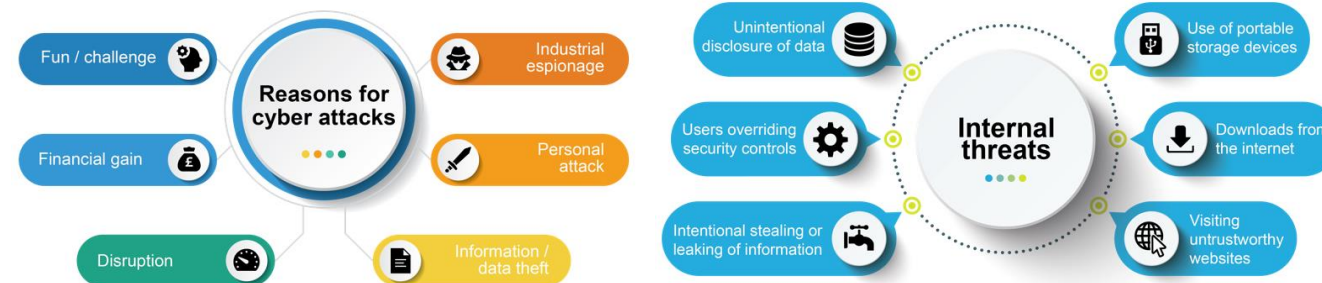 Reasons for
cyber attacks
Fun / challenge
Financial gain
Disruption
Industrial
espionage
Personal
attack
Information /
data theft
Internal
threats
Unintentional
disclosure of data
Users overriding
security controls
Intentional stealing or
leaking of information
Use of portable
storage devices
Downloads from
the internet
Visiting
untrustworthy
websites